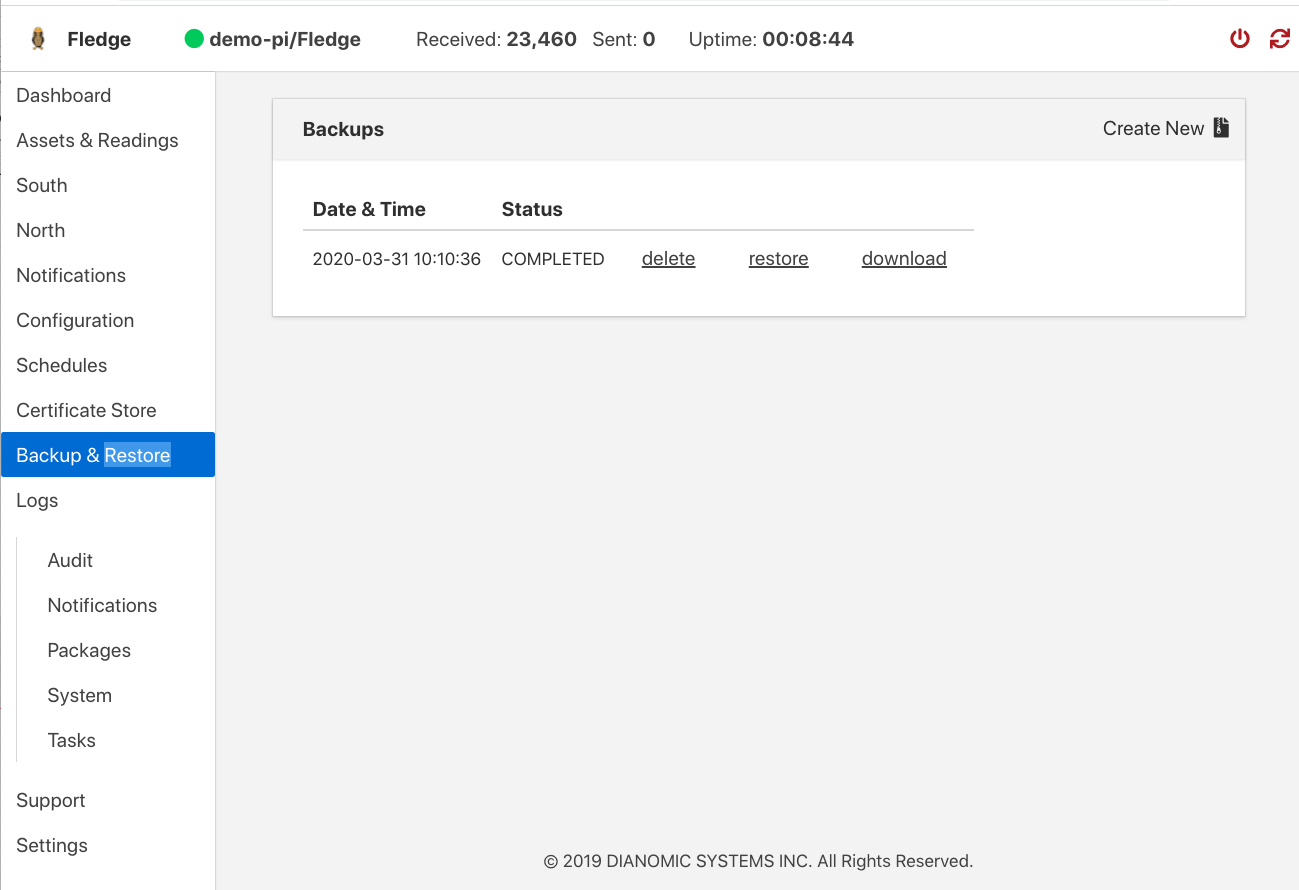 Fledge demo-pi/Fledge Received: 23,460 Sent: 0 Uptime: 00:08:44
Dashboard
Assets & Readings
South
North
Notifications
Configuration
Schedules
Certificate Store
Backup & Restore
Logs
Audit
Notifications
Packages
System
Tasks
Support
Settings
Backups Create New
Date & Time Status
2020-03-31 10:10:36 COMPLETED delete restore download
© 2019 DIANOMIC SYSTEMS INC. All Rights Reserved.